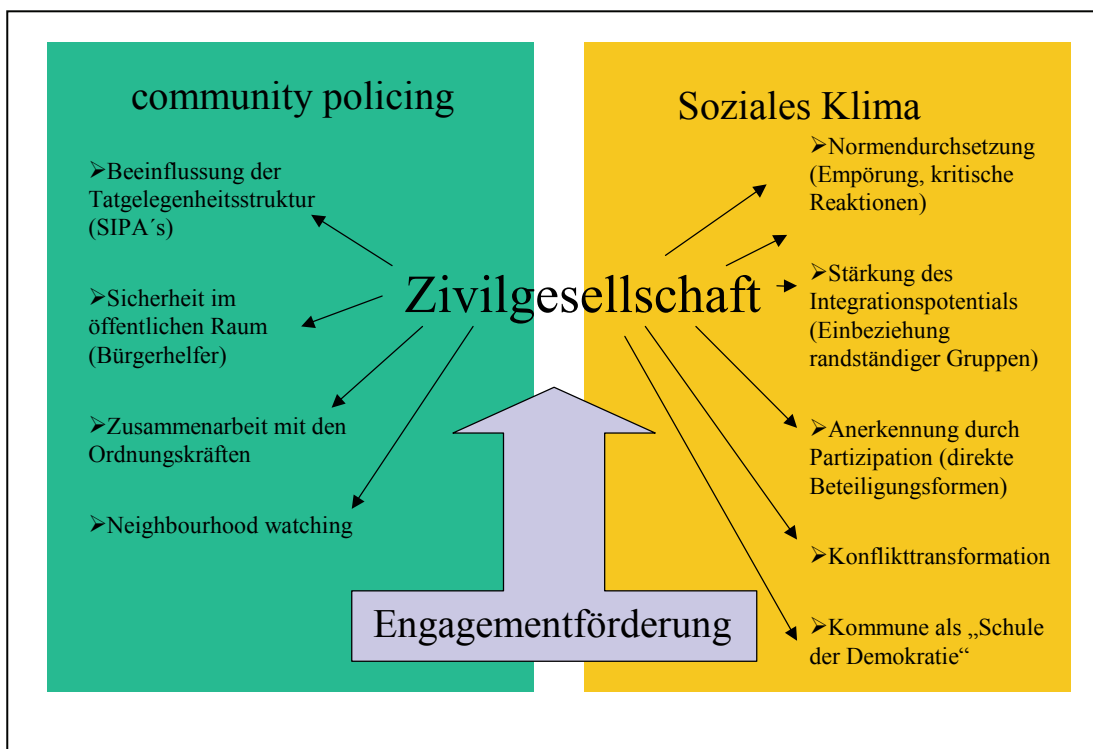 community policing
➢Beeinflussung der
Tatgelegenheitsstruktur
(SIPA´s)
➢Sicherheit im
öffentlichen Raum
(Bürgerhelfer)
➢Zusammenarbeit mit den
Ordnungskräften
➢Neighbourhood watching
Zivilgesellschaft
Engagementförderung
Soziales Klima
➢Normendurchsetzung
(Empörung, kritische
Reaktionen)
➢Stärkung des
Integrationspotentials
(Einbeziehung
randständiger Gruppen)
➢Anerkennung durch
Partizipation (direkte
Beteiligungsformen)
➢Konflikttransformation
➢Kommune als „Schule
der Demokratie“